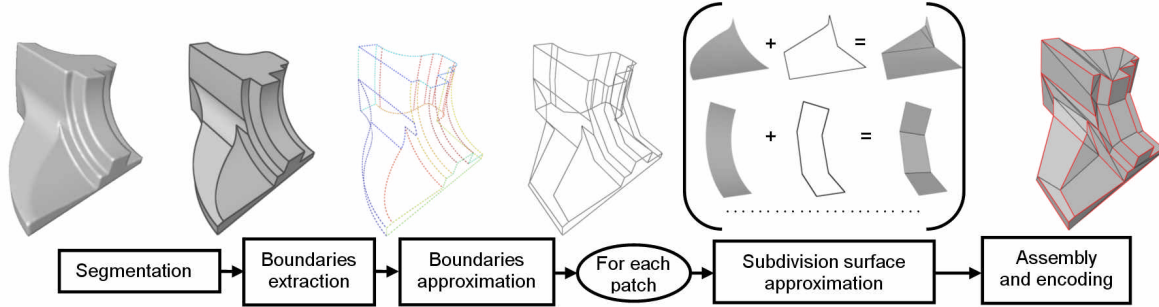 + =
+ =
Segmentation
Boundaries
extraction
Boundaries
approximation
For each
patch
Subdivision surface
approximation
Assembly
and encoding